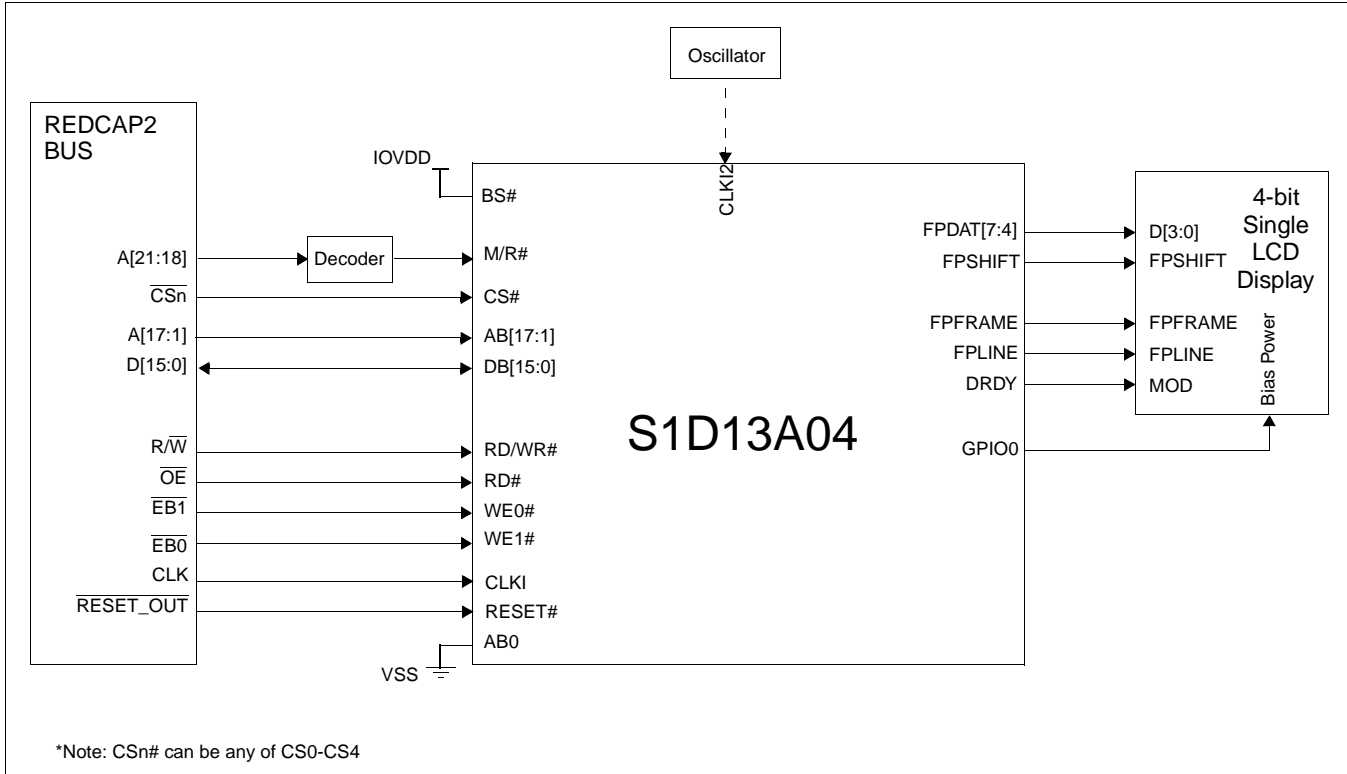 Oscillator
REDCAP2
BUS
IOVDD
BS#
CLKI2
A[21:18]
Decoder
M/R#
CSn
CS#
A[17:1]
AB[17:1]
D[15:0]
DB[15:0]
R/W
RD/WR#
OE
RD#
EB1
WE0#
EB0
WE1#
CLK
CLKI
RESET_OUT
RESET#
AB0
VSS
S1D13A04
FPDAT[7:4]
FPSHIFT
FPFRAME
FPLINE
DRDY
GPIO0
4-bit
Single
LCD
Display
D[3:0]
FPSHIFT
FPFRAME
FPLINE
MOD
Bias Power
*Note: CSn# can be any of CS0-CS4